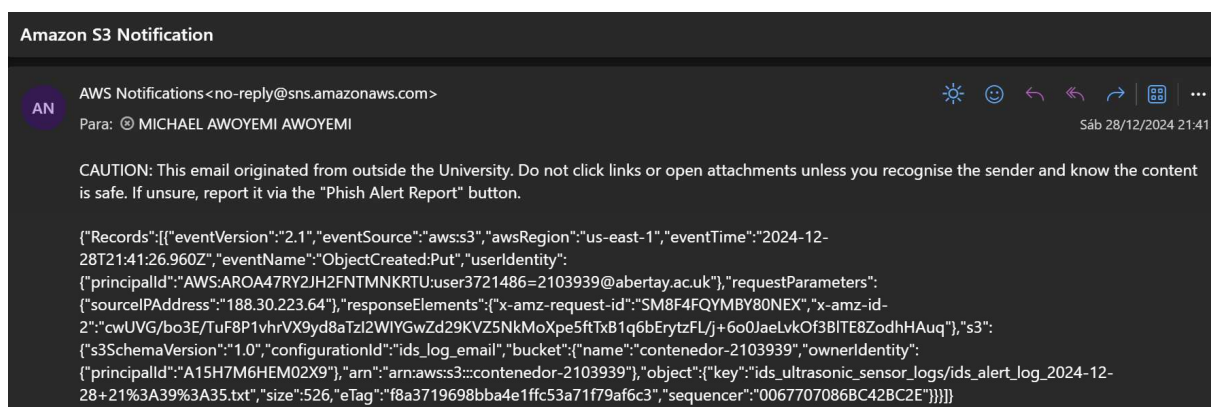 Amazon S3 Notification
AN
AWS Notifications<no-reply@sns.amazonaws.com>
Para: MICHAEL AWOYEMI AWOYEMI
Sáb 28/12/2024 21:41
CAUTION: This email originated from outside the University. Do not click links or open attachments unless you recognise the sender and know the content
is safe. If unsure, report it via the "Phish Alert Report" button.
{"Records":[{"eventVersion":"2.1","eventSource":"aws:s3","awsRegion":"us-east-1","eventTime":"2024-12-
28T21:41:26.960Z","eventName":"ObjectCreated:Put","userIdentity":
{"principalId":"AWS:AROA47RY2JH2FNTMNKRTU:user3721486=2103939@abertay.ac.uk"},"requestParameters":
{"sourceIPAddress":"188.30.223.64"},"responseElements":{"x-amz-request-id":"SM8F4FQYMBY80NEX","x-amz-id-
2":"cwUVG/bo3E/TuF8P1vhrVX9yd8aTzI2WIYGwZd29KVZ5NkMoXpe5ftTxB1q6bErytzFL/j+6o0JaeLvkOf3BlTE8ZodhHAuq"},"s3":
{"s3SchemaVersion":"1.0","configurationId":"ids_log_email","bucket":{"name":"contenedor-2103939","ownerIdentity":
{"principalId":"A15H7M6HEM02X9"},"arn":"arn:aws:s3:::contenedor-2103939"},"object":{"key":"ids_ultrasonic_sensor_logs/ids_alert_log_2024-12-
28+21%3A39%3A35.txt","size":526,"eTag":"f8a3719698bba4e1ffc53a71f79af6c3","sequencer":"0067707086BC42BC2E"}}}]}